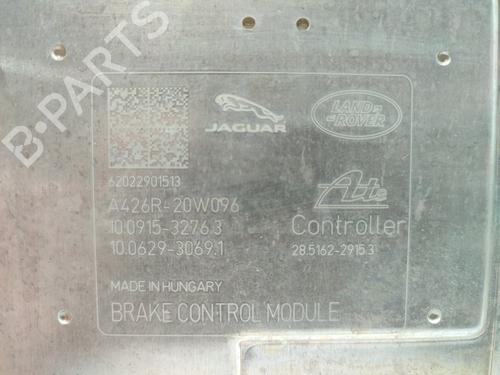 B-PARTS
JAGUAR
LAND
ROVER
62022901513
A426R-20W096
10.0915-3276.3
10.0629-3069.1
Ate
Controller
28.5162-2915.3
MADE IN HUNGARY
BRAKE CONTROL MODULE